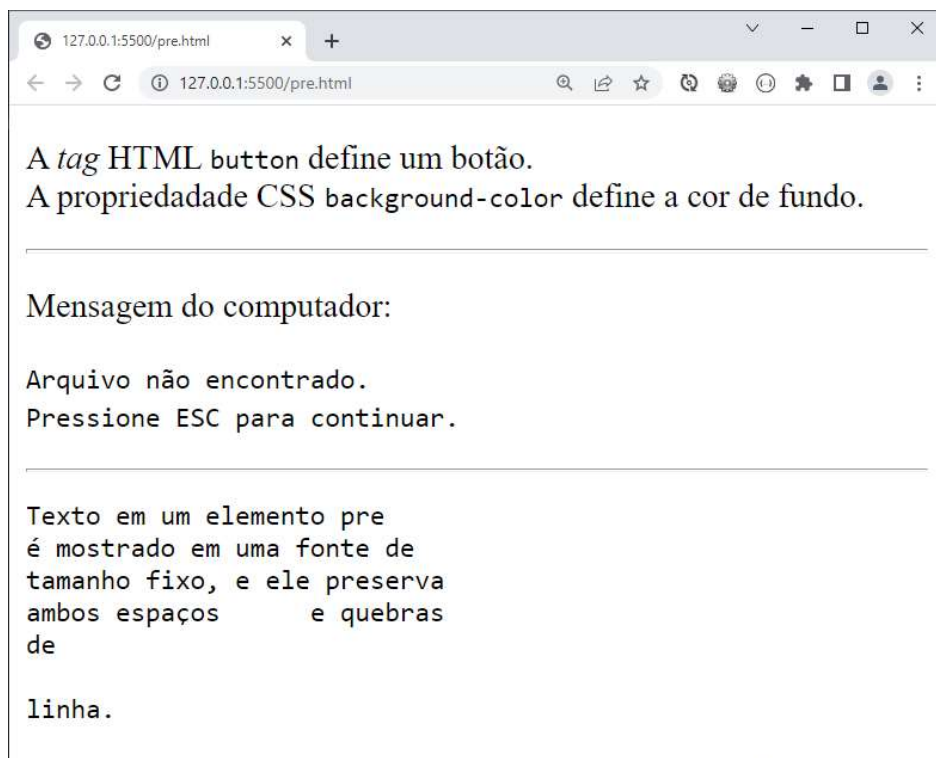 127.0.0.1:5500/pre.html
127.0.0.1:5500/pre.html
A tag HTML button define um botão.
A propriedadade CSS background-color define a cor de fundo.
Mensagem do computador:
Arquivo não encontrado.
Pressione ESC para continuar.
Texto em um elemento pre
é mostrado em uma fonte de
tamanho fixo, e ele preserva
ambos espaços      e quebras
de
linha.